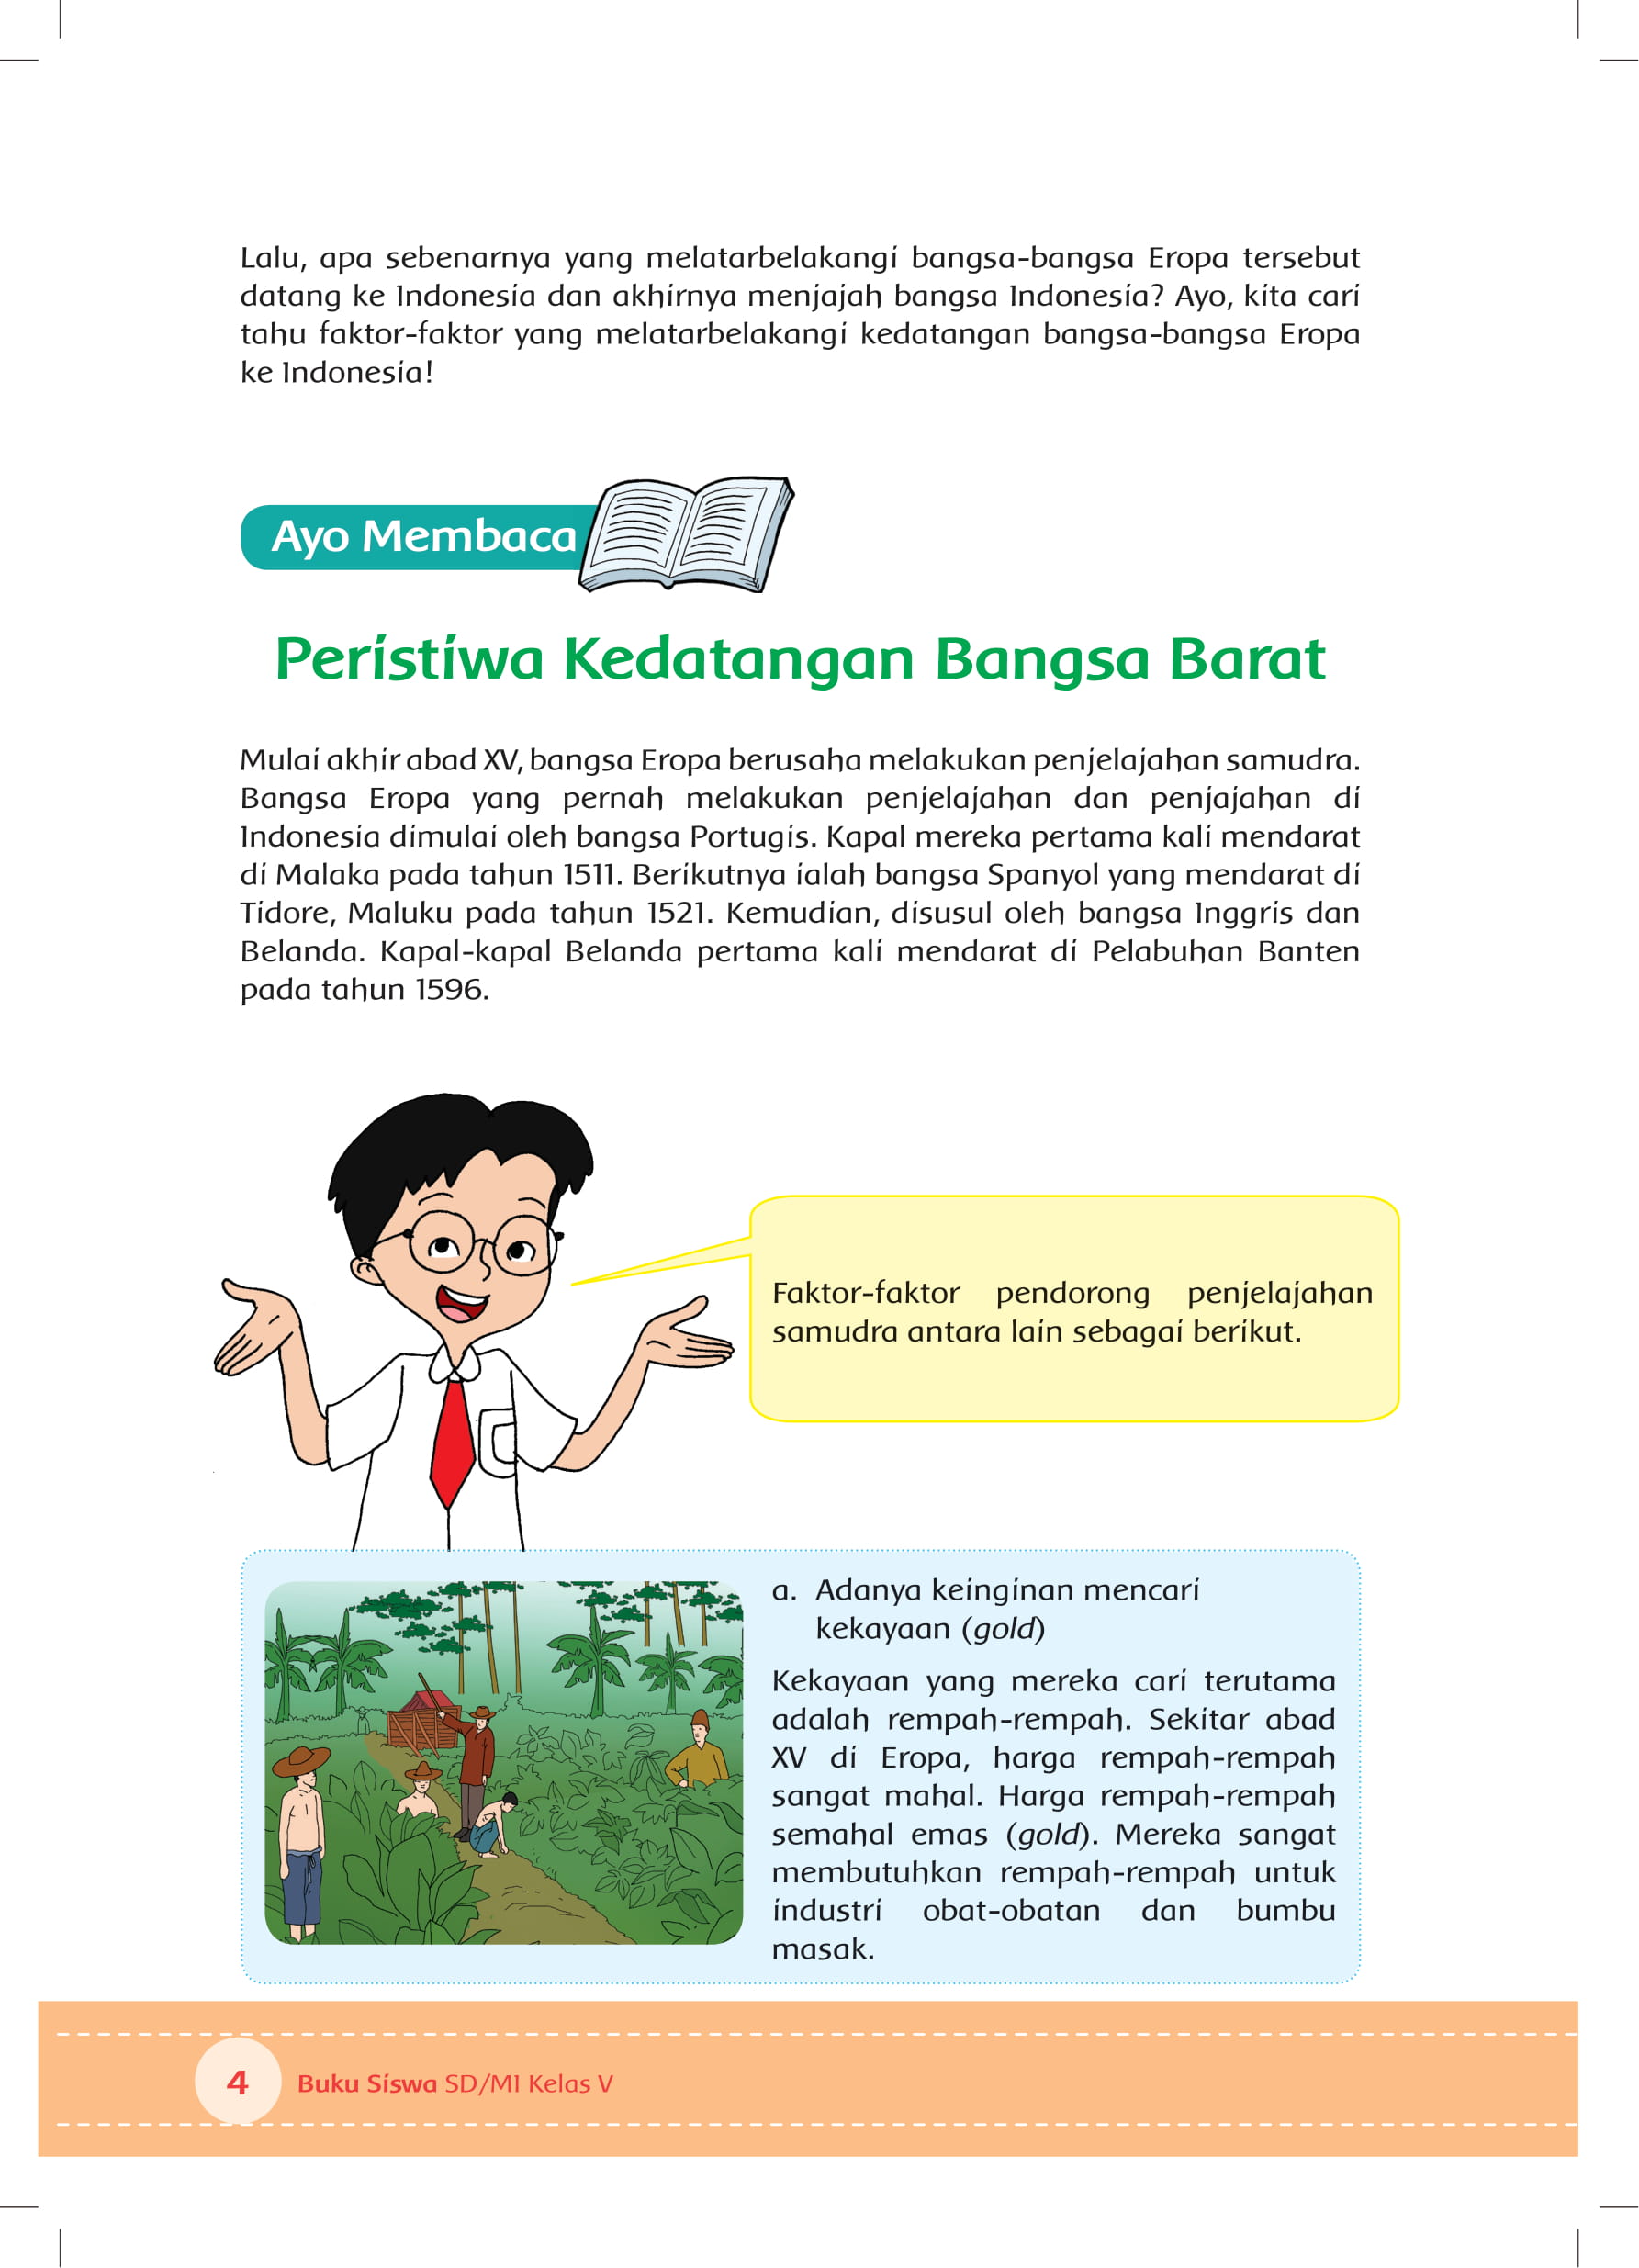 Lalu, apa sebenarnya yang melatarbelakangi bangsa-bangsa Eropa tersebut
datang ke Indonesia dan akhirnya menjajah bangsa Indonesia? Ayo, kita cari
tahu faktor-faktor yang melatarbelakangi kedatangan bangsa-bangsa Eropa
ke Indonesia!
Ayo Membaca
Peristiwa Kedatangan Bangsa Barat
Mulai akhir abad XV, bangsa Eropa berusaha melakukan penjelajahan samudra.
Bangsa Eropa yang pernah melakukan penjelajahan dan penjajahan di
Indonesia dimulai oleh bangsa Portugis. Kapal mereka pertama kali mendarat
di Malaka pada tahun 1511. Berikutnya ialah bangsa Spanyol yang mendarat di
Tidore, Maluku pada tahun 1521. Kemudian, disusul oleh bangsa Inggris dan
Belanda. Kapal-kapal Belanda pertama kali mendarat di Pelabuhan Banten
pada tahun 1596.
Faktor-faktor pendorong penjelajahan
samudra antara lain sebagai berikut.
a. Adanya keinginan mencari
kekayaan (gold)
Kekayaan yang mereka cari terutama
adalah rempah-rempah. Sekitar abad
XV di Eropa, harga rempah-rempah
sangat mahal. Harga rempah-rempah
semahal emas (gold). Mereka sangat
membutuhkan rempah-rempah untuk
industri obat-obatan dan bumbu
masak.
4 Buku Siswa SD/MI Kelas V